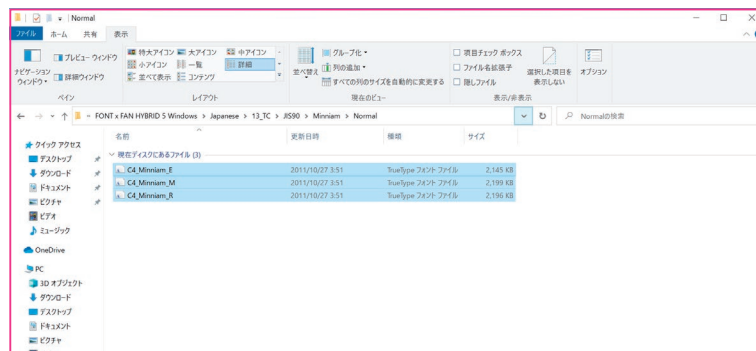 Normal
ファイル ホーム 共有 表示
ナビゲーション ウィンドウ
プレビュー ウィンドウ
詳細ウィンドウ
ペイン
特大アイコン 大アイコン 中アイコン
小アイコン 一覧 詳細
並べて表示 コンテンツ
レイアウト
並べ替え
グループ化
列の追加
すべての列のサイズを自動的に変更する
現在のビュー
項目チェック ボックス
ファイル名拡張子
隠しファイル
選択した項目を 表示しない
オプション
表示/非表示
« FONT x FAN HYBRID 5 Windows › Japanese › 13_TC › JIS90 › Minniam › Normal
Normalの検索
名前 更新日時 種類 サイズ
現在ディスクにあるファイル (3)
C4_Minniam_E 2011/10/27 3:51 TrueType フォント ファイル 2,145 KB
C4_Minniam_M 2011/10/27 3:51 TrueType フォント ファイル 2,199 KB
C4_Minniam_R 2011/10/27 3:51 TrueType フォント ファイル 2,196 KB
クイック アクセス
デスクトップ
ダウンロード
ドキュメント
ピクチャ
ビデオ
ミュージック
OneDrive
PC
3D オブジェクト
ダウンロード
デスクトップ
ドキュメント
ピクチャ